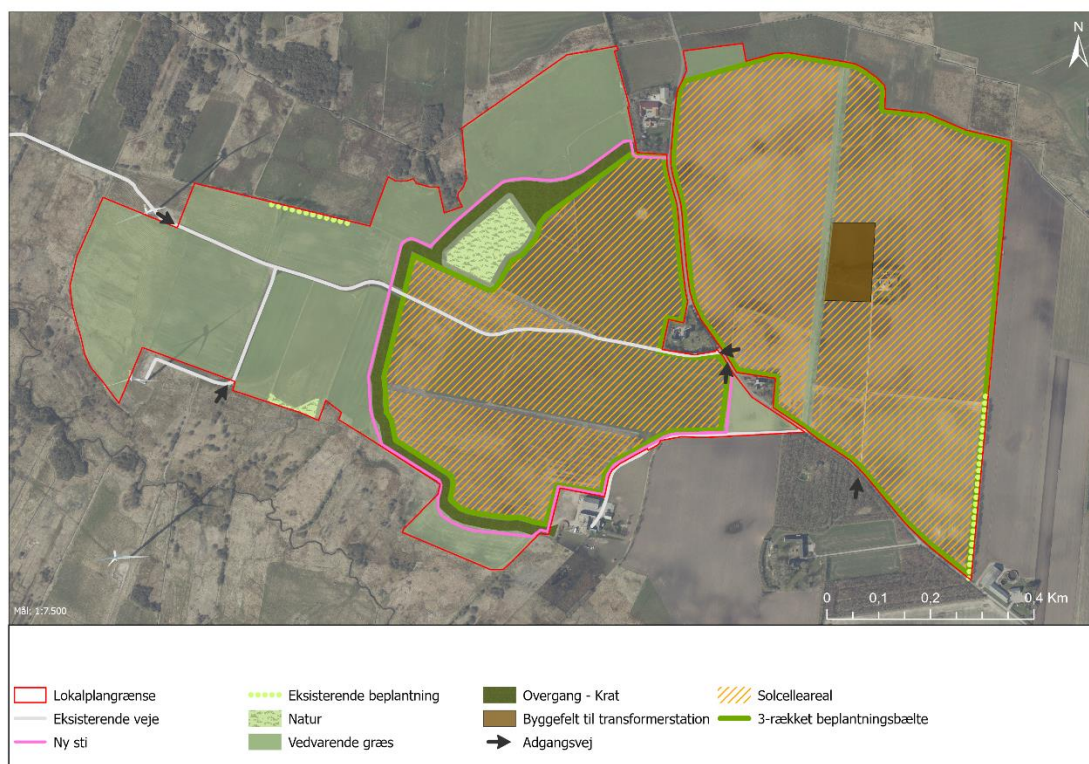 N
Mål: 1:7.500
0 0,1 0,2 0,4 Km
Lokalplangrænse
Eksisterende veje
Ny sti
Eksisterende beplantning
Natur
Vedvarende græs
Overgang - Krat
Byggefelt til transformerstation
Adgangsvej
Solcelleareal
3-rækket beplantningsbælte